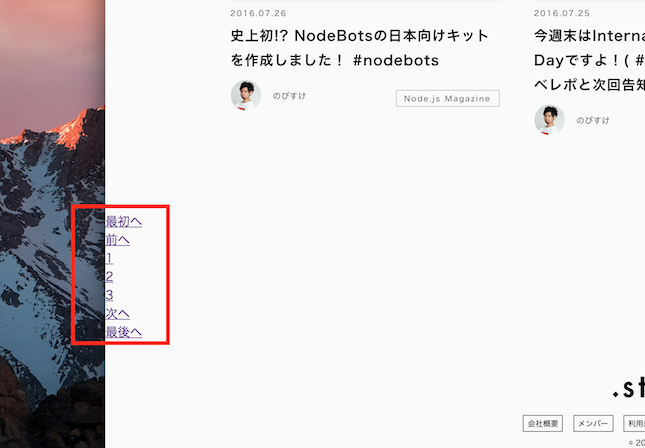 2016.07.26
史上初!? NodeBotsの日本向けキット
を作成しました！ #nodebots
のびすけ
Node.js Magazine
2016.07.25
今週末はInterna
Dayですよ！( #
ベレポと次回告知
のびすけ
最初へ
前へ
1
2
3
次へ
最後へ
.st
会社概要
メンバー
利用
© 20